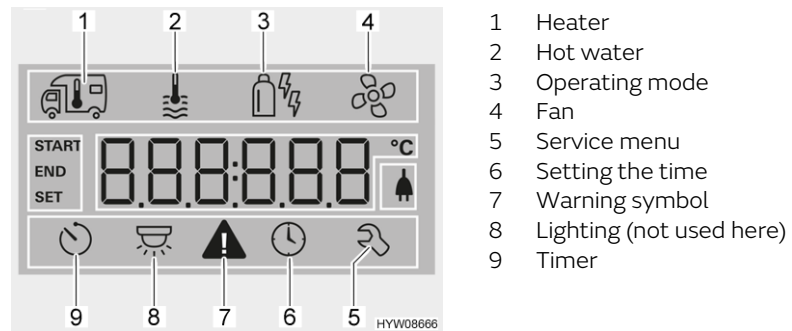 1 2 3 4
START
END
SET
888:888
°C
9 8 7 6 5
HYW08666
1 Heater
2 Hot water
3 Operating mode
4 Fan
5 Service menu
6 Setting the time
7 Warning symbol
8 Lighting (not used here)
9 Timer